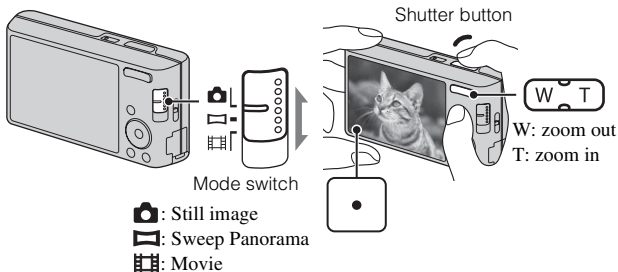 Shutter button
W T
W: zoom out
T: zoom in
Mode switch
: Still image
: Sweep Panorama
: Movie